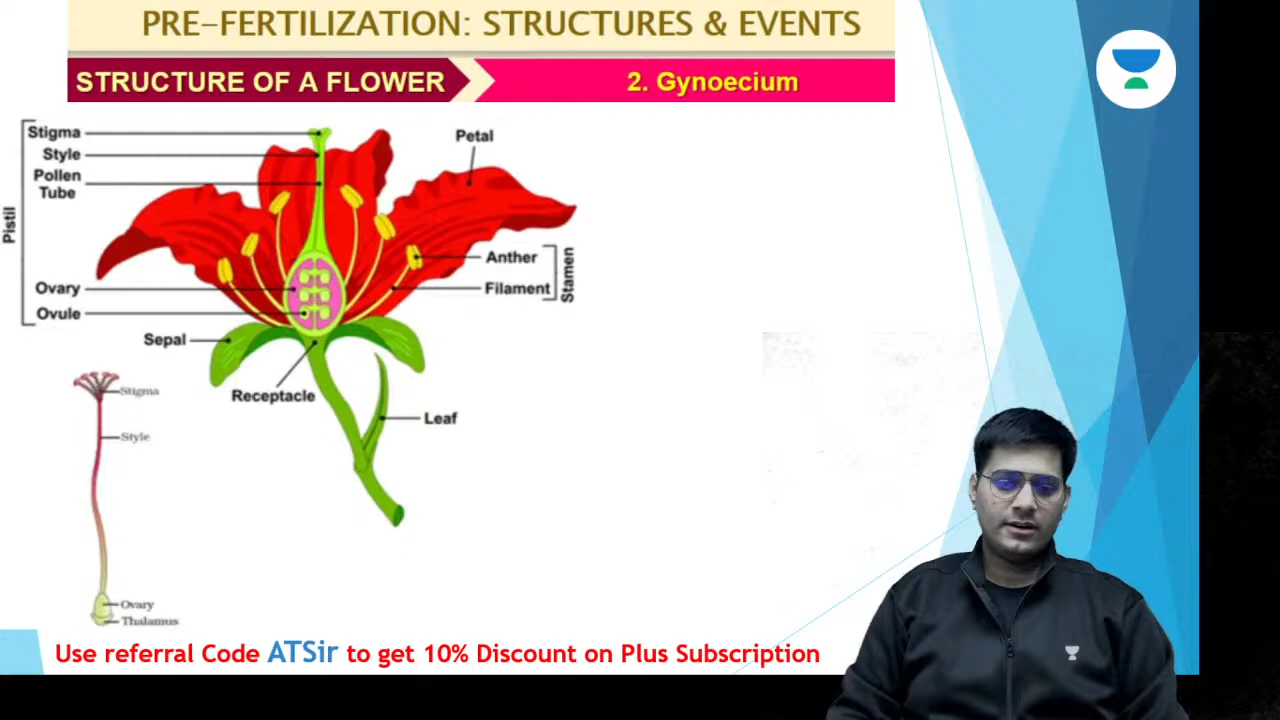 PRE-FERTILIZATION: STRUCTURES & EVENTS
STRUCTURE OF A FLOWER
2. Gynoecium
Stigma
Style
Pollen
Tube
Pistil
Ovary
Ovule
Sepal
Receptacle
Petal
Anther
Filament
Stamen
Leaf
Stigma
Style
Ovary
Thalamus
Use referral Code ATSir to get 10% Discount on Plus Subscription